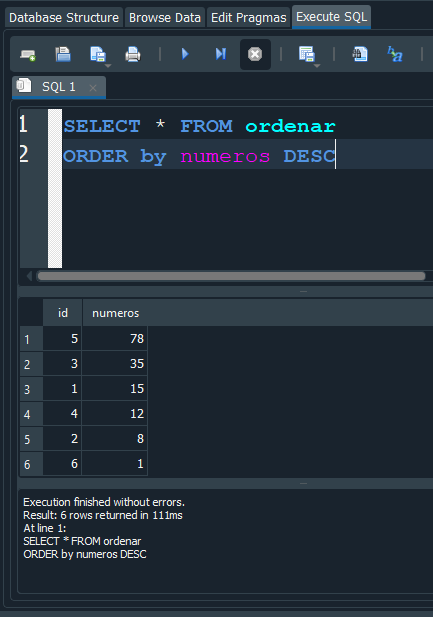 Database Structure Browse Data Edit Pragmas Execute SQL
SQL 1
1 SELECT * FROM ordenar
2 ORDER by numeros DESC
id numeros
1 5 78
2 3 35
3 1 15
4 4 12
5 2 8
6 6 1
Execution finished without errors.
Result: 6 rows returned in 111ms
At line 1:
SELECT * FROM ordenar
ORDER by numeros DESC